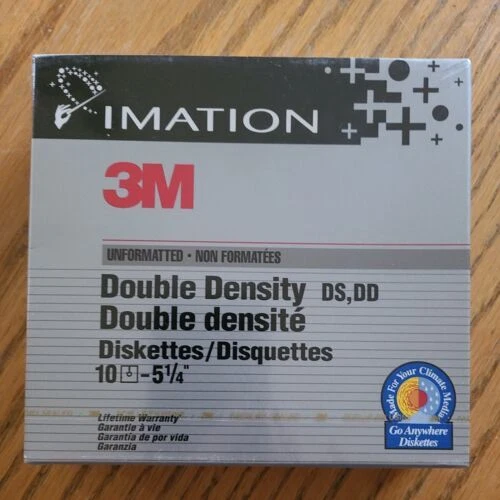 IMATION
3M
UNFORMATTED • NON FORMATÉES
Double Density DS,DD
Double densité
Diskettes/Disquettes
10 -5¼"
Lifetime Warranty
Garantie à vie
Garantía de por vida
Garanzia
Made For Your Climate Media
Go Anywhere
Diskettes